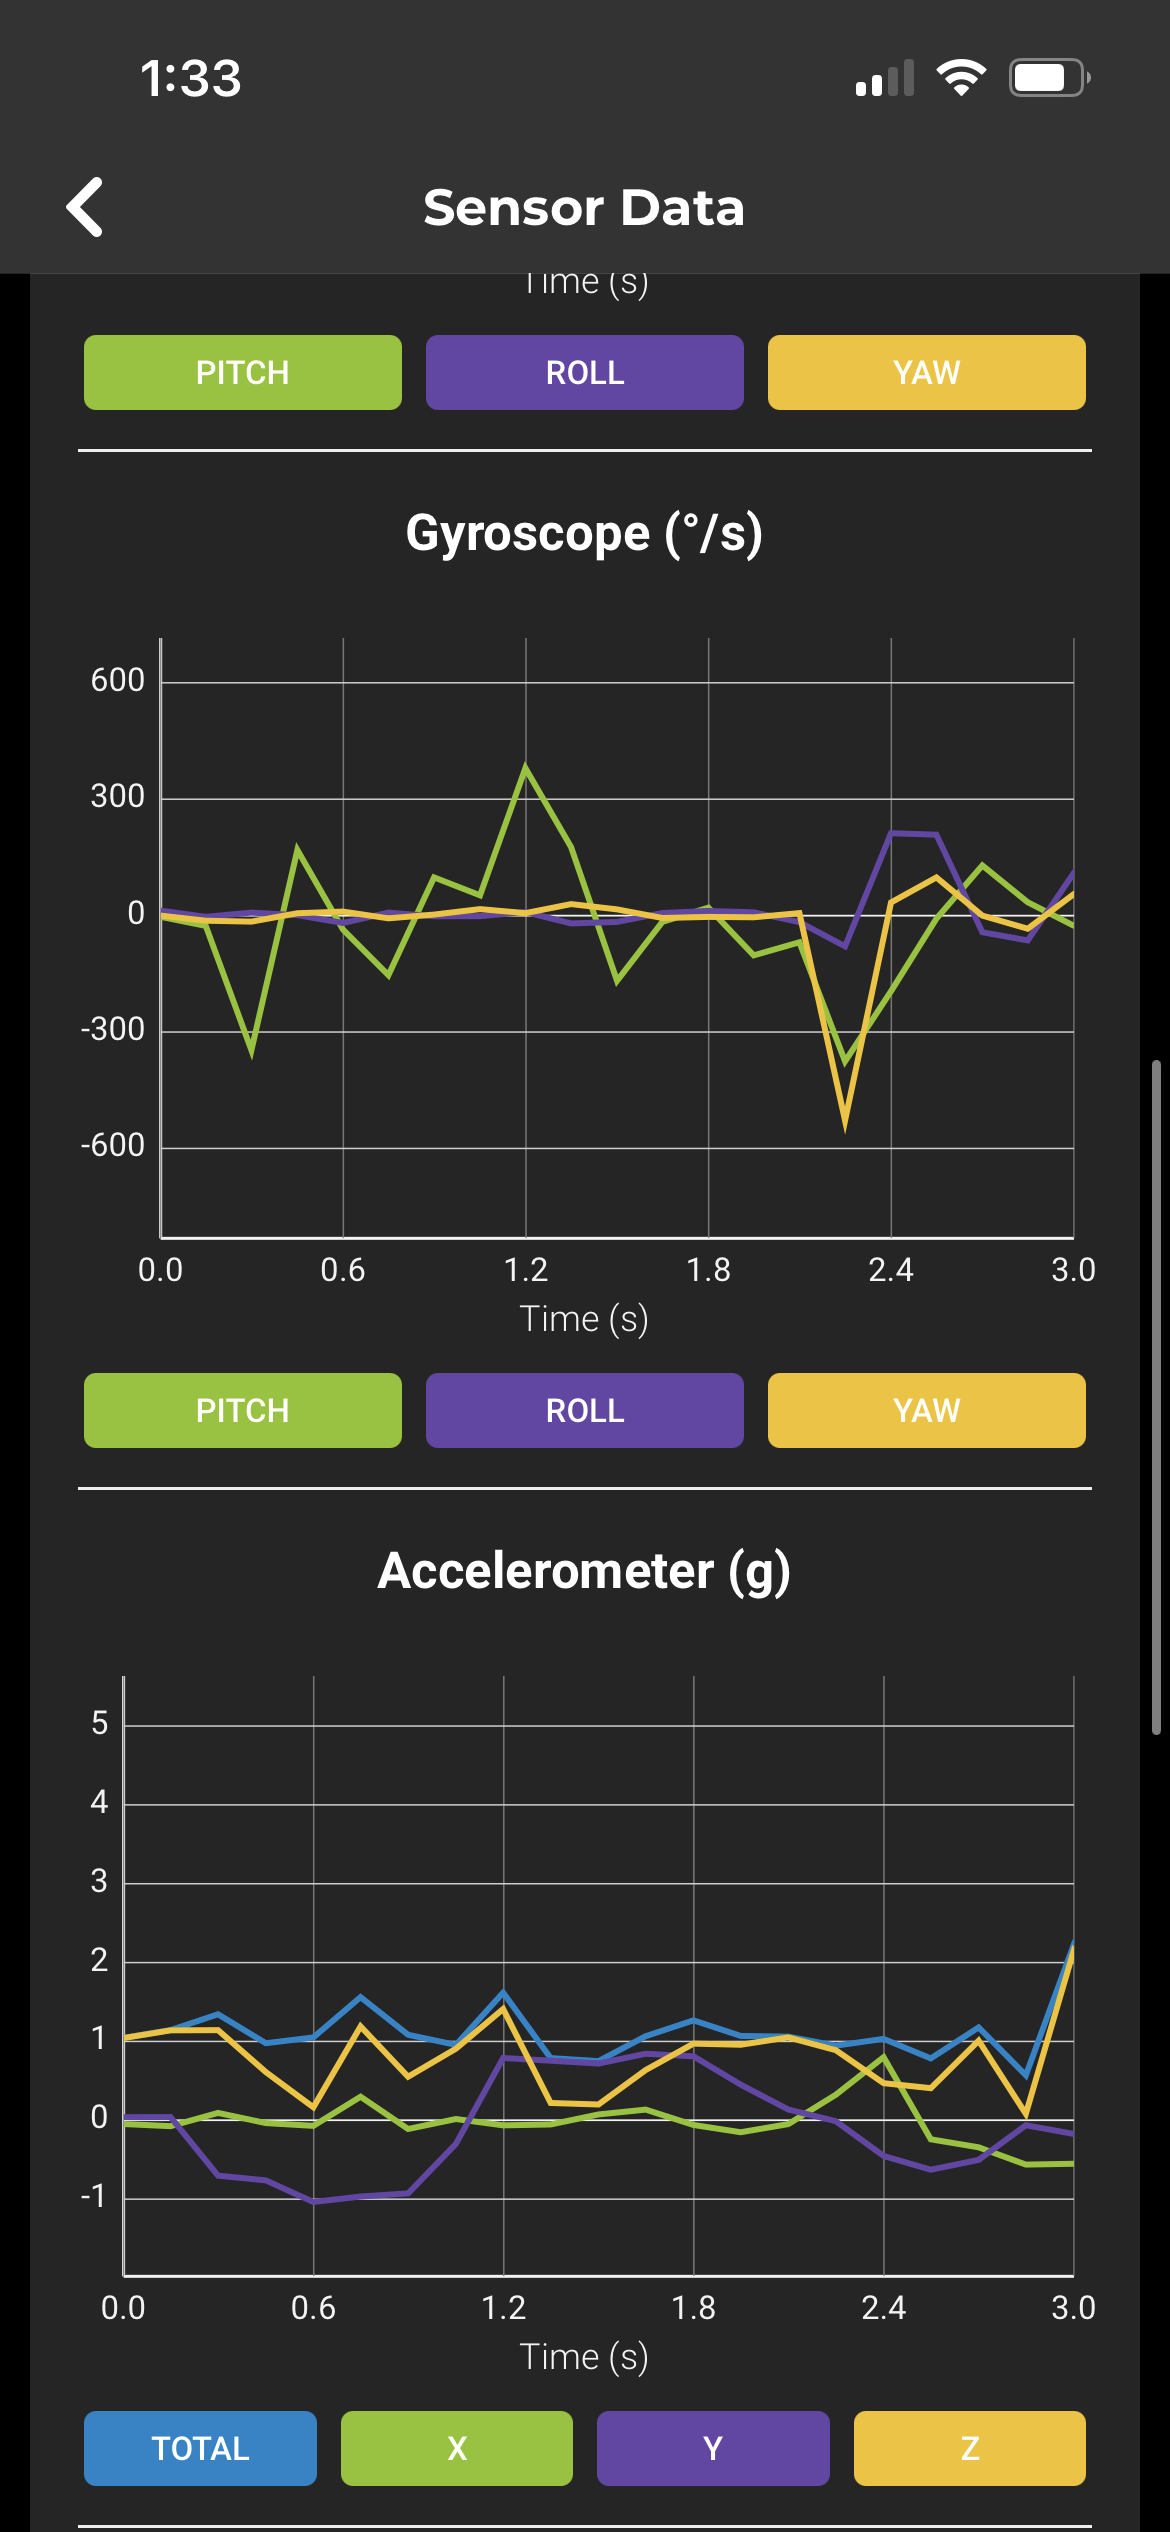 1:33
Sensor Data
Time (s)
PITCH ROLL YAW
Gyroscope (°/s)
600
300
0
-300
-600
0.0 0.6 1.2 1.8 2.4 3.0
Time (s)
PITCH ROLL YAW
Accelerometer (g)
5
4
3
2
1
0
-1
0.0 0.6 1.2 1.8 2.4 3.0
Time (s)
TOTAL X Y Z